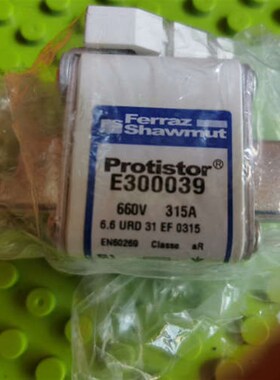 Ferraz
Shawmut
Protistor®
E300039
660V 315A
6.6 URD 31 EF 0315
EN60269 Classe aR